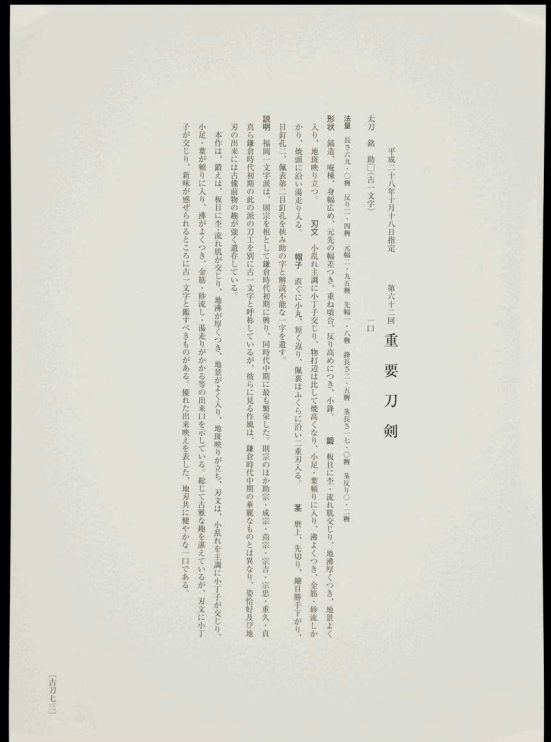 平成二十八年十月十八日指定　第六十二回　重要刀剣
太刀　銘　助□(古一文字)　一口
法量　長さ六九・〇糎　反り二・四糎　元幅二・九五糎　先幅一・八糎　鋒長さ二・五糎　茎長さ一七・〇糎　茎反り〇・二糎
形状　鎬造、庵棟、身幅広め、元先の幅差つき、重ね頃合、反り高めにつき、小鋒。　鍛　板目に杢・流れ肌交じり、地沸厚くつき、地景よく
入り、地斑映り立つ。　刃文　小乱れ主調に小丁子交じり、物打辺は比して焼高くなり、小足・葉頻りに入り、沸よくつき、金筋・砂流しか
かり、焼頭に沿い湯走り入る。　帽子　直ぐに小丸、短く返り、佩裏はふくらに沿い二重刃入る。　茎　磨上、先切り、鑢目勝手下がり、
目釘孔二、佩表第二目釘孔を挟み助の字と解読不能な一字を遺す。
説明　福岡一文字派は、則宗を祖として鎌倉時代初期に興り、同時代中期に最も繁栄した。則宗のほか助宗・成宗・尚宗・宗吉・宗忠・重久・貞
真ら鎌倉時代初期の此の派の刀工を別に古一文字と呼称しているが、彼らに見る作風は、鎌倉時代中期の華麗なものとは異なり、姿恰好及び地
刃の出来には古備前物の趣が強く遺存している。
本作は、鍛えは、板目に杢・流れ肌が交じり、地沸が厚くつき、地景がよく入り、地斑映りが立ち、刃文は、小乱れを主調に小丁子が交じり、
小足・葉が頻りに入り、沸がよくつき、金筋・砂流し・湯走りがかかる等の出来口を示している。総じて古雅な趣を湛えているが、刃文に小丁
子が交じり、新味が感ぜられるところに古一文字と鑑すべきものがある。優れた出来映えを表した、地刃共に健やかな一口である。
[古刀七三]